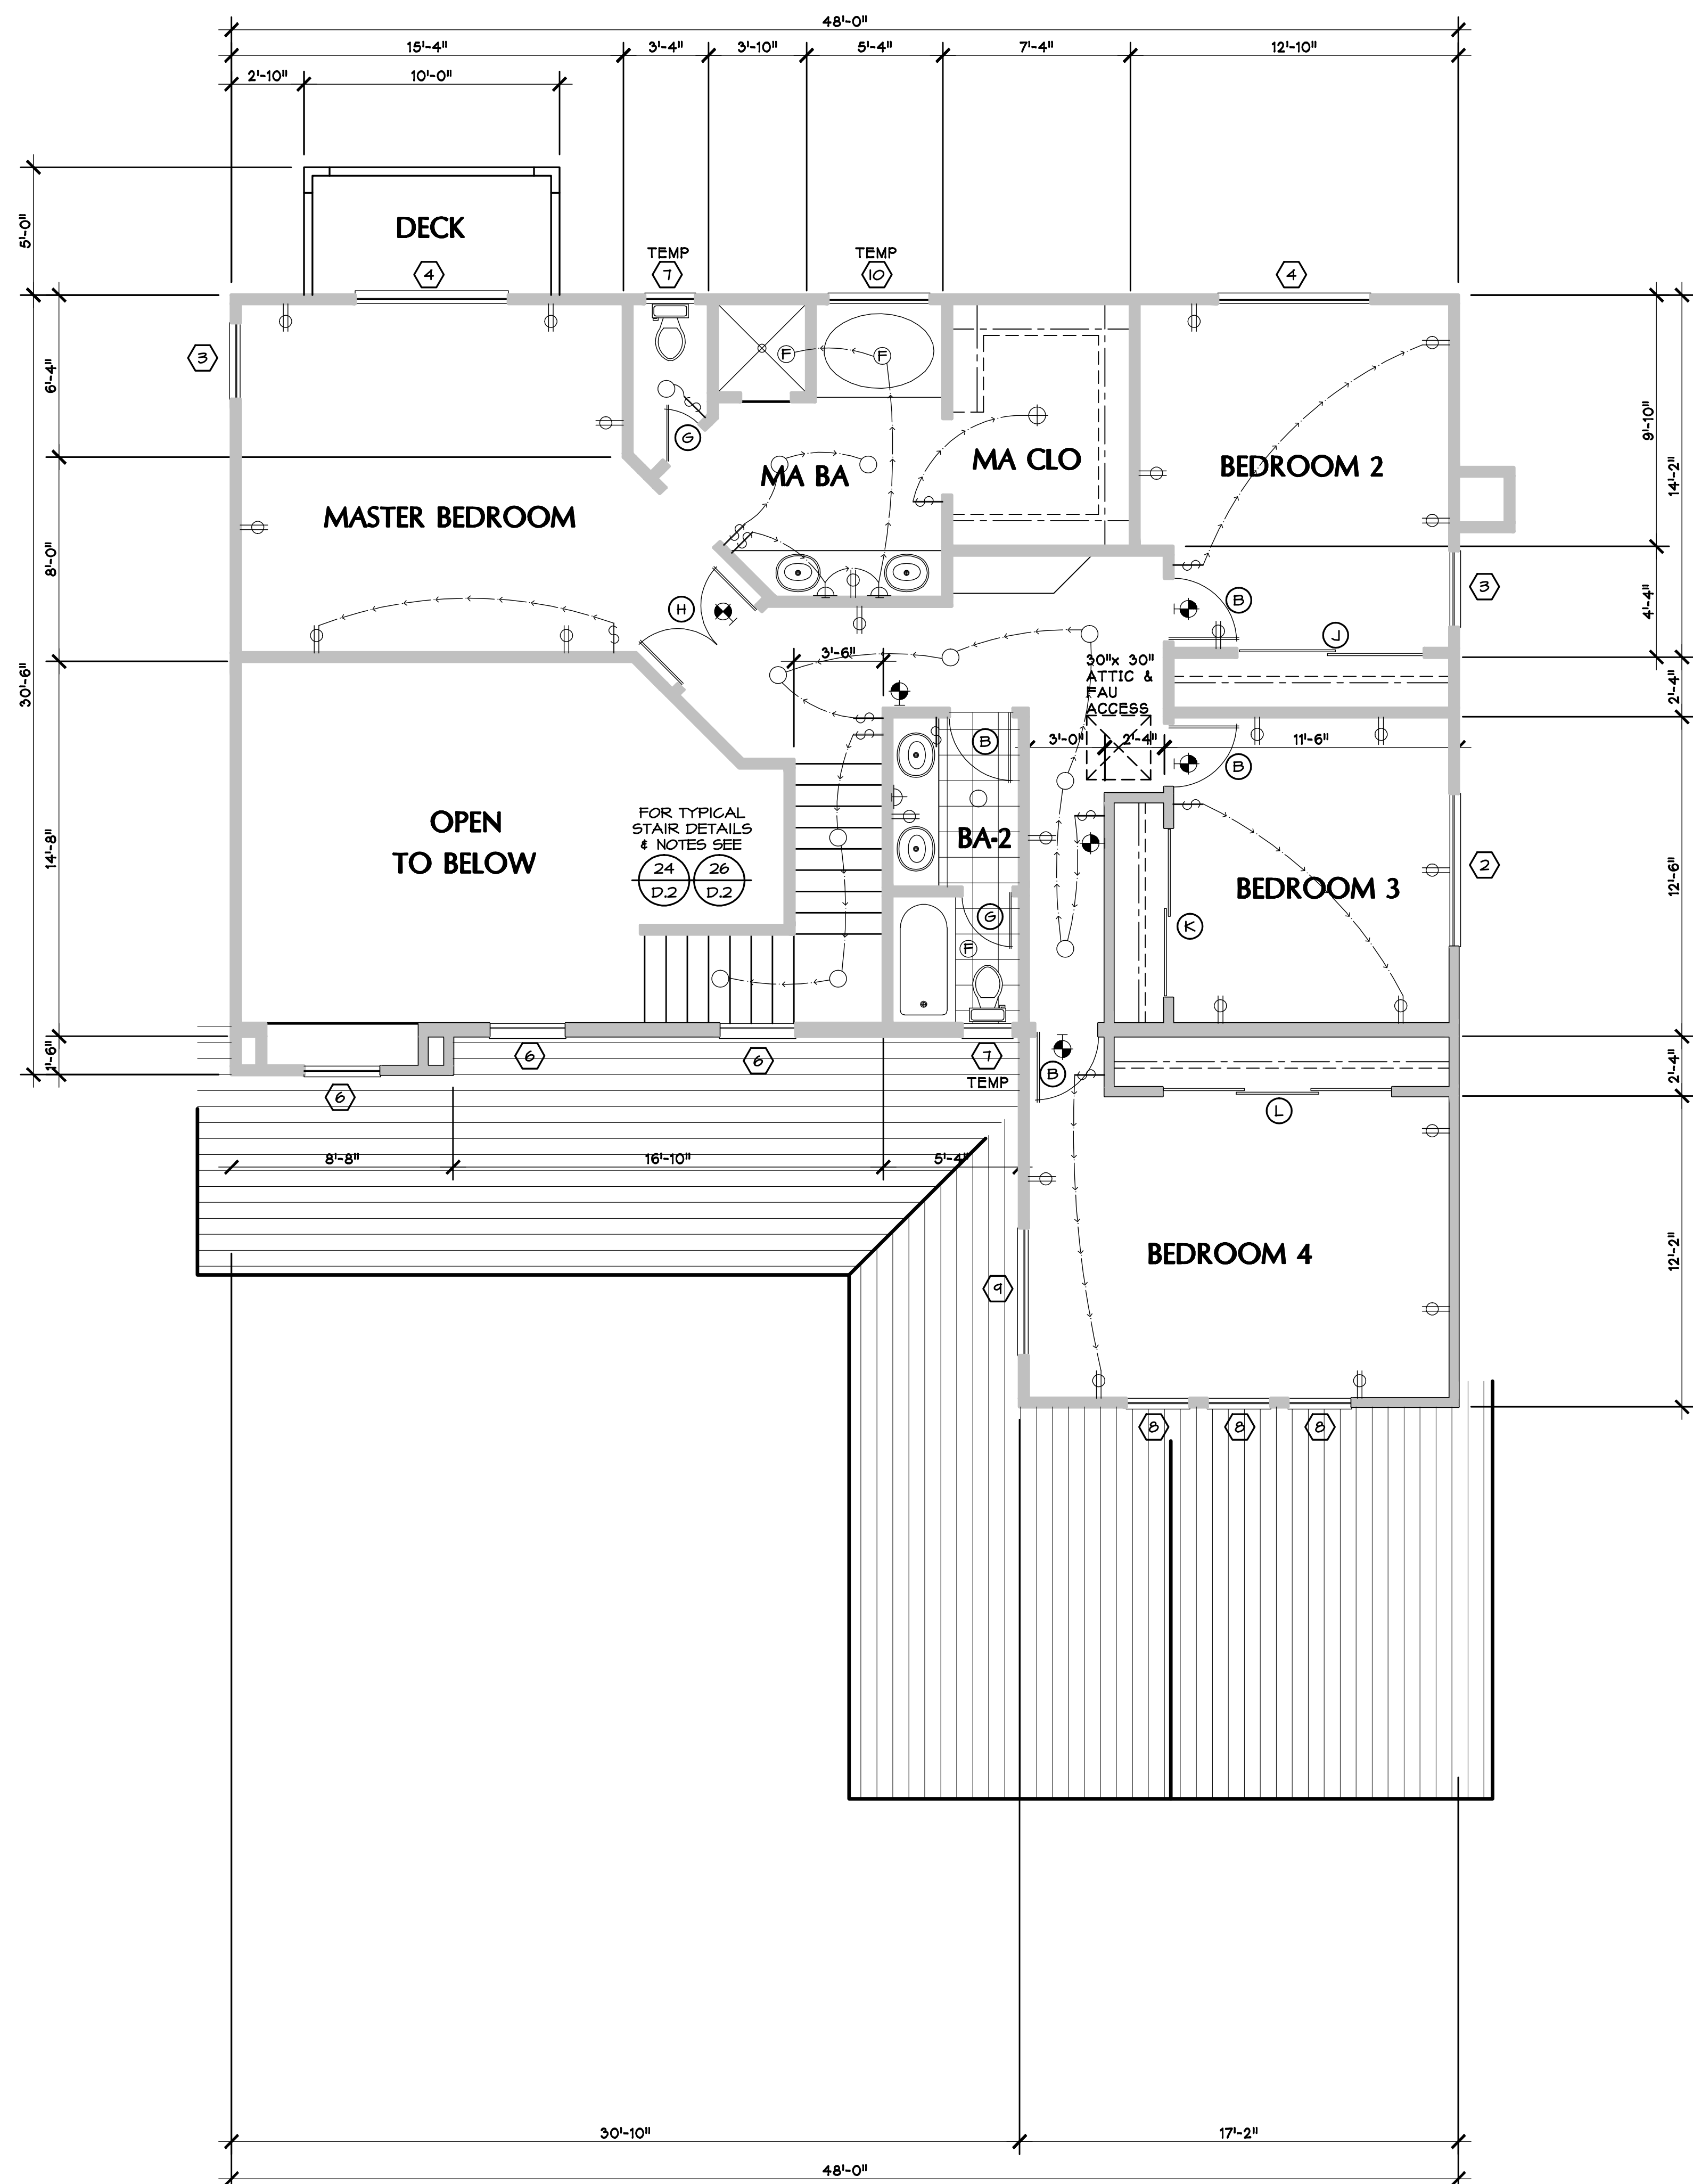 48'-0"
15'-4" 3'-4" 3'-10" 5'-4" 7'-4" 12'-10"
2'-10" 10'-0"
5'-0"
DECK
TEMP TEMP
4 7 10 4
3
F F
6'-4"
9'-10"
G
MA BA MA CLO BEDROOM 2
14'-2"
MASTER BEDROOM
8'-0"
3
4'-4"
H B
J
3'-6"
30"x 30"
ATTIC &
FAU
ACCESS
30'-6"
2'-4"
B 3'-0" 2'-4" 11'-6"
B
OPEN
TO BELOW
FOR TYPICAL
STAIR DETAILS
& NOTES SEE
24 26
D.2 D.2
BA-2
14'-8"
2
12'-6"
BEDROOM 3
G
K
F
1'-6"
6 6 7 B
TEMP
2'-4"
6
L
8'-8" 16'-10" 5'-4"
BEDROOM 4
12'-2"
9
8 8 8
30'-10" 17'-2"
48'-0"